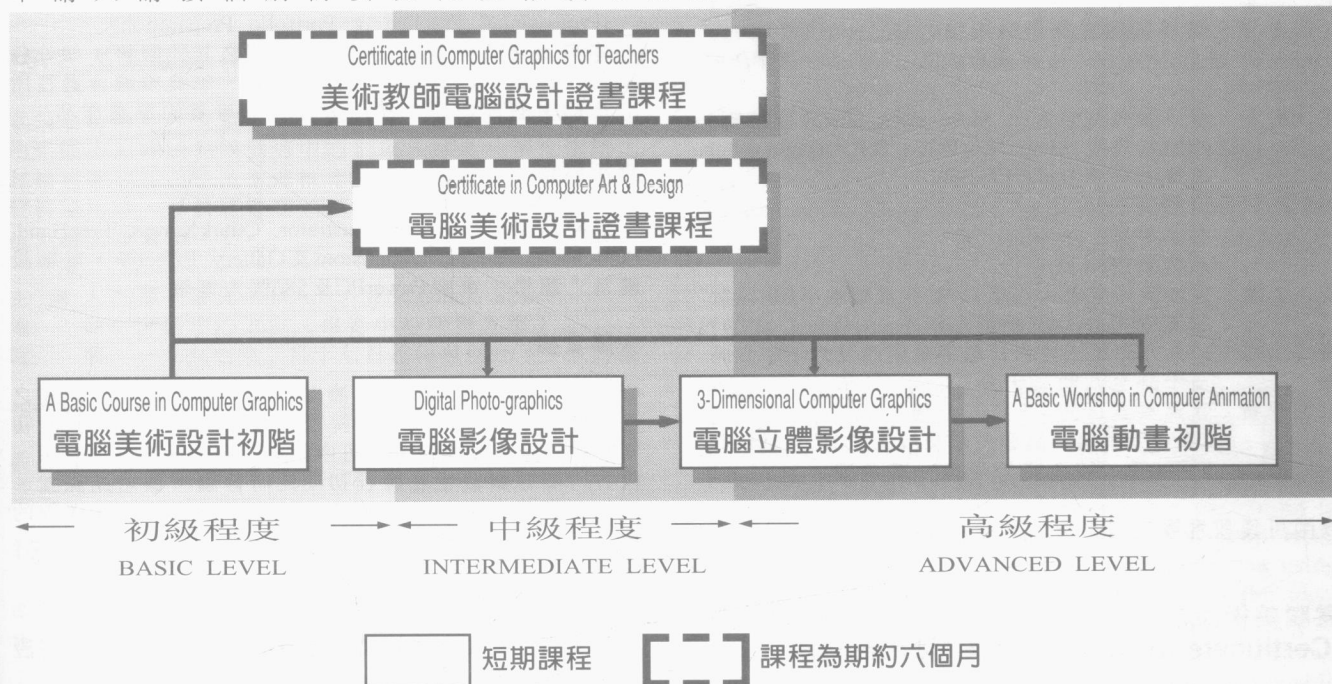 Certificate in Computer Graphics for Teachers
美術教師電腦設計證書課程
Certificate in Computer Art & Design
電腦美術設計證書課程
A Basic Course in Computer Graphics
電腦美術設計初階
Digital Photo-graphics
電腦影像設計
3-Dimensional Computer Graphics
電腦立體影像設計
A Basic Workshop in Computer Animation
電腦動畫初階
初級程度
BASIC LEVEL
中級程度
INTERMEDIATE LEVEL
高級程度
ADVANCED LEVEL
短期課程
課程為期約六個月